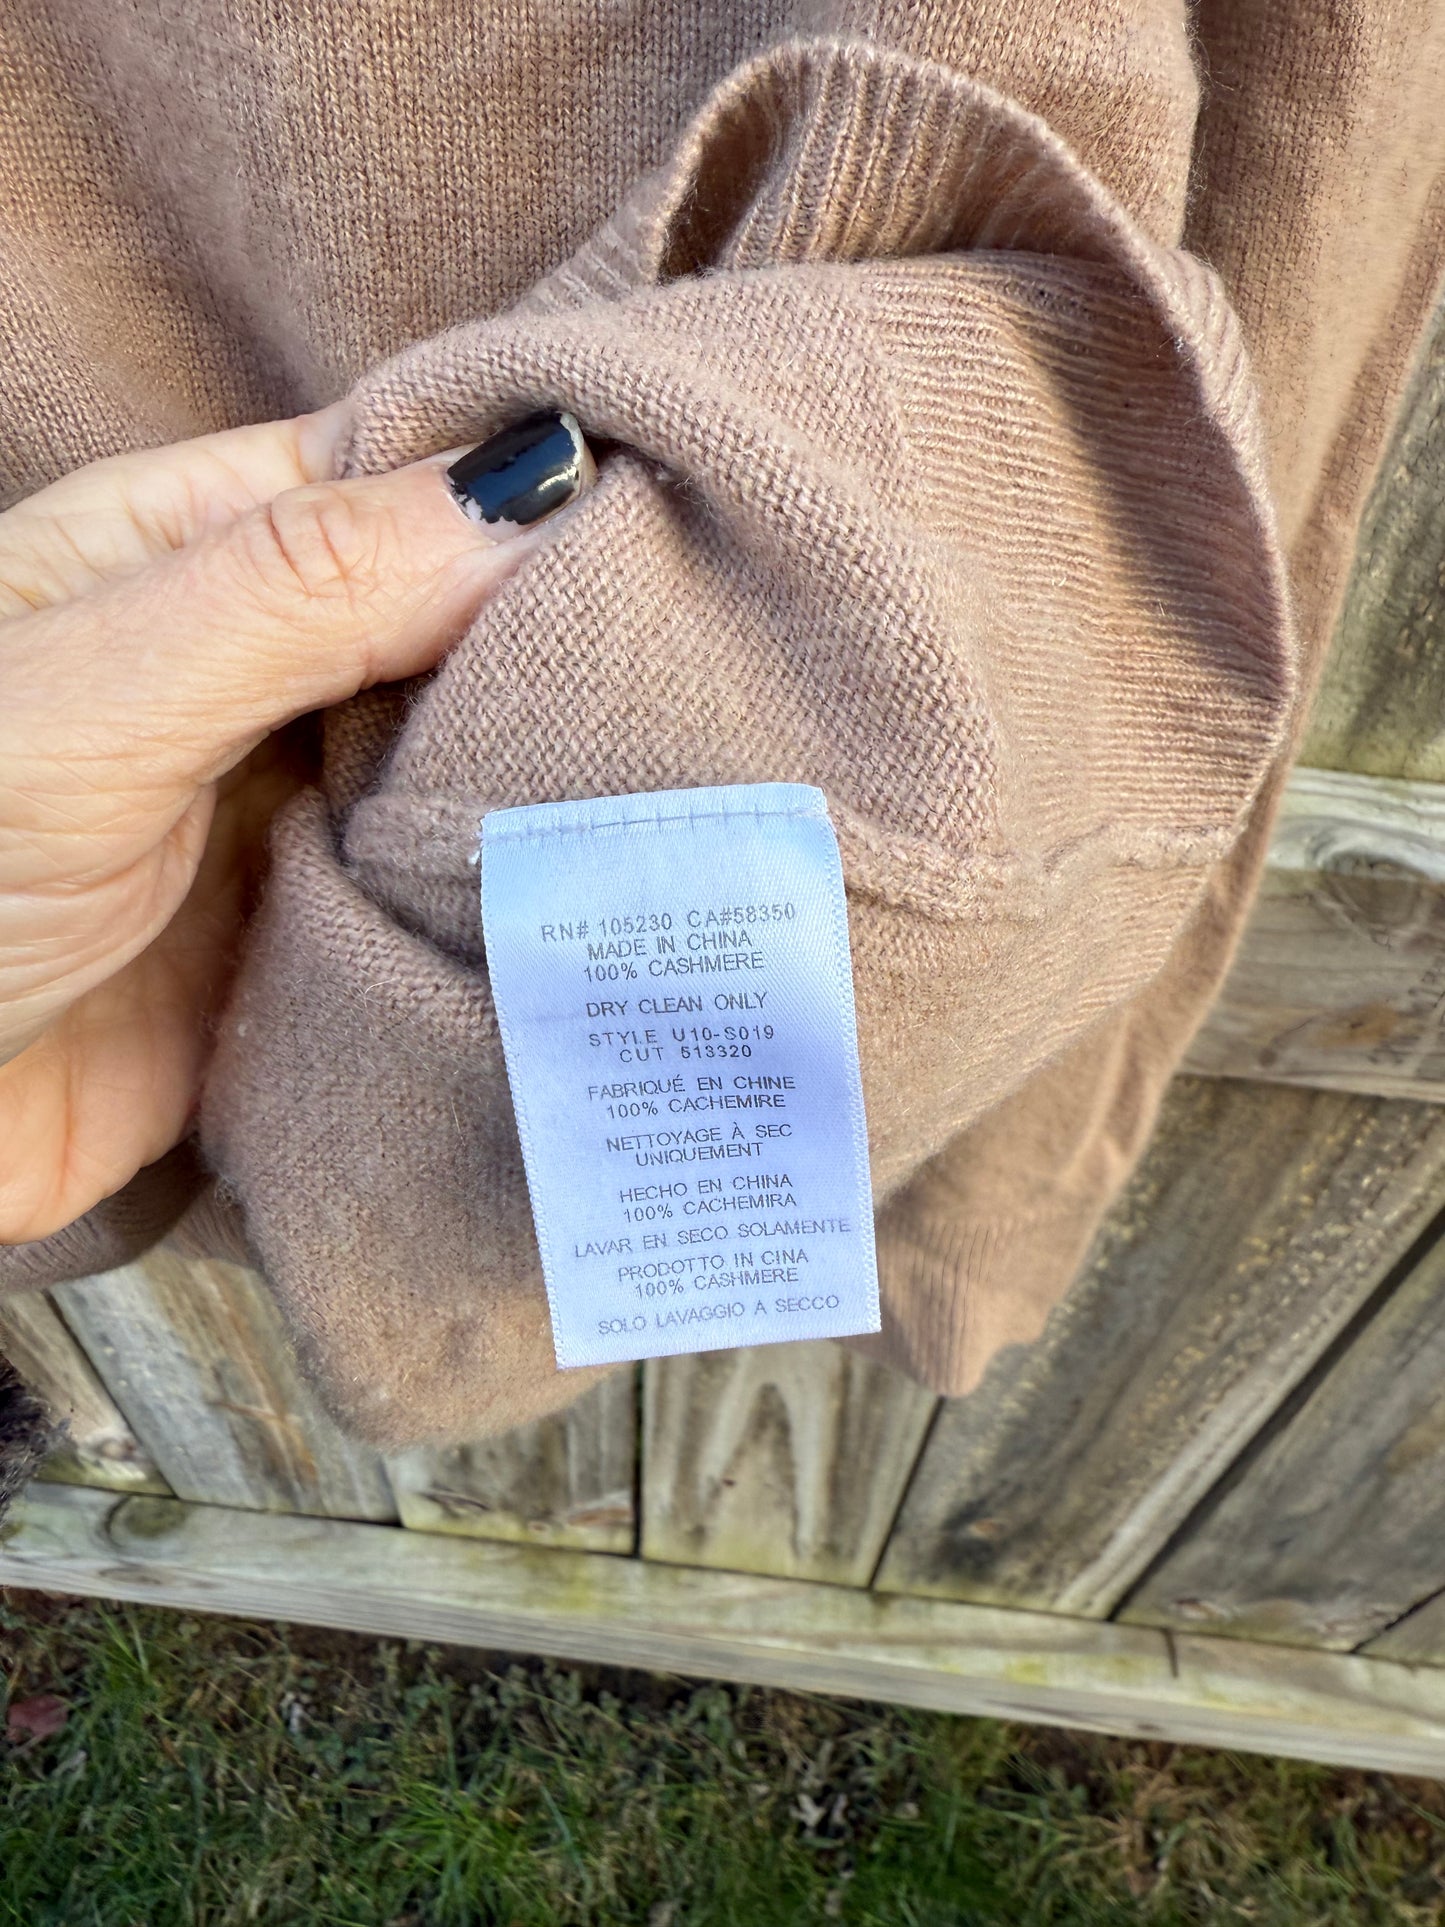 RN# 105230 CA#58350
MADE IN CHINA
100% CASHMERE
DRY CLEAN ONLY
STYLE U10-S019
CUT 513320
FABRIQUÉ EN CHINE
100% CACHEMIRE
NETTOYAGE À SEC
UNIQUEMENT
HECHO EN CHINA
100% CACHEMIRA
LAVAR EN SECO SOLAMENTE
PRODOTTO IN CINA
100% CASHMERE
SOLO LAVAGGIO A SECCO